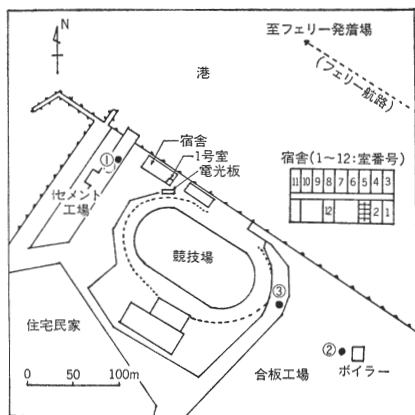 N
至フェリー発着場
(フェリー航路)
港
宿舎
1号室
電光板
宿舎(1~12:室番号)
11 10 9 8 7 6 5 4 3
12 2 1
①
セメント
工場
競技場
③
住宅民家
②
ボイラー
合板工場
0 50 100m